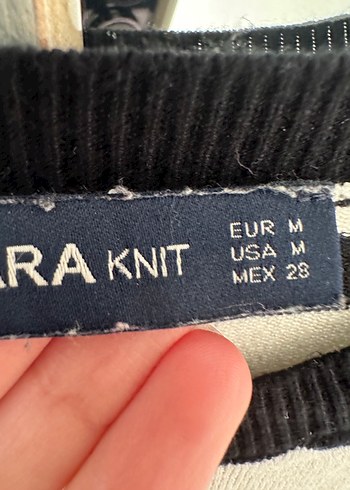 ARA KNIT
EUR M
USA M
MEX 28